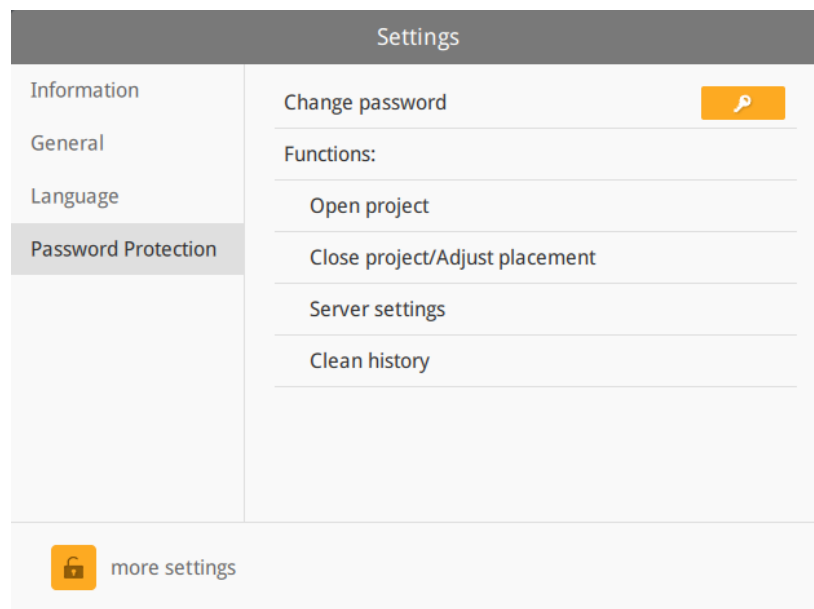 Settings
Information
General
Language
Password Protection
Change password
Functions:
Open project
Close project/Adjust placement
Server settings
Clean history
more settings